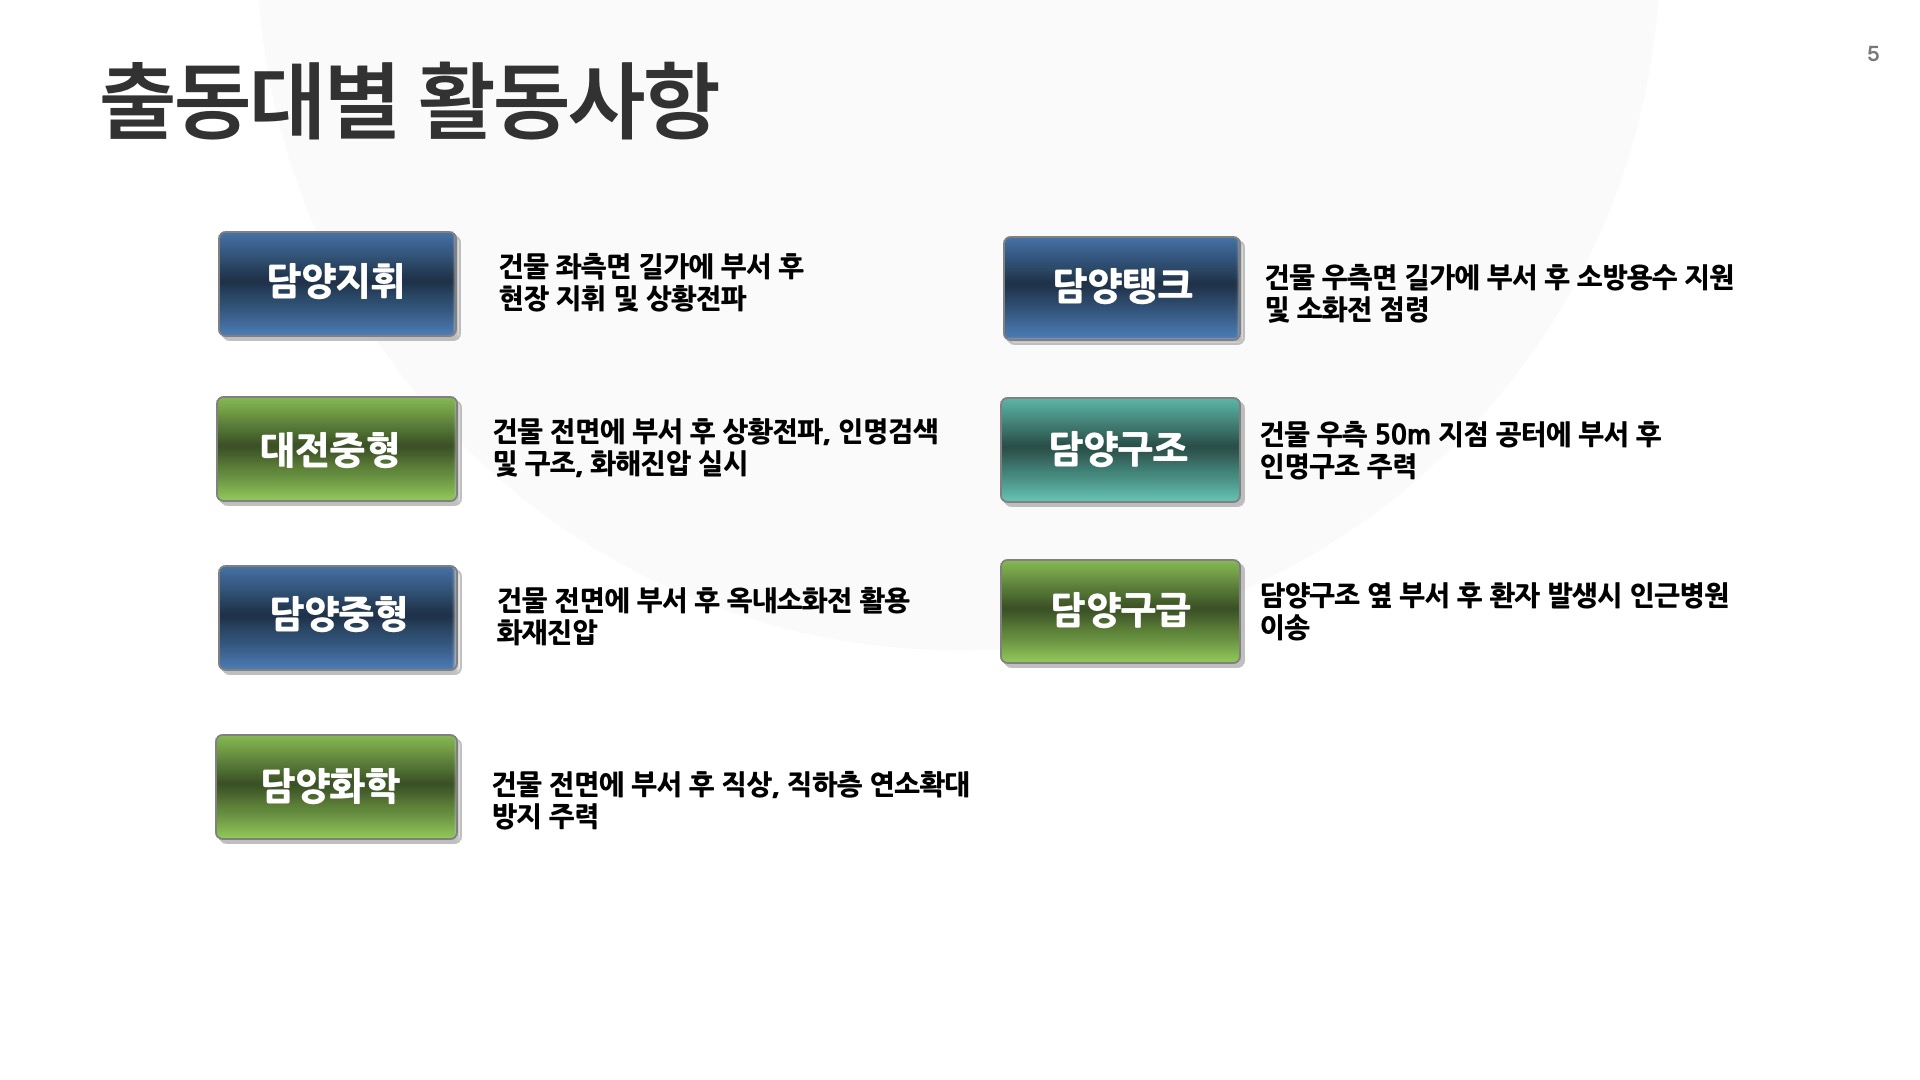 5
출동대별 활동사항
담양지휘
건물 좌측면 길가에 부서 후
현장 지휘 및 상황전파
대전중형
건물 전면에 부서 후 상황전파, 인명검색
및 구조, 화해진압 실시
담양중형
건물 전면에 부서 후 옥내소화전 활용
화재진압
담양화학
건물 전면에 부서 후 직상, 직하층 연소확대
방지 주력
담양탱크
건물 우측면 길가에 부서 후 소방용수 지원
및 소화전 점령
담양구조
건물 우측 50m 지점 공터에 부서 후
인명구조 주력
담양구급
담양구조 옆 부서 후 환자 발생시 인근병원
이송